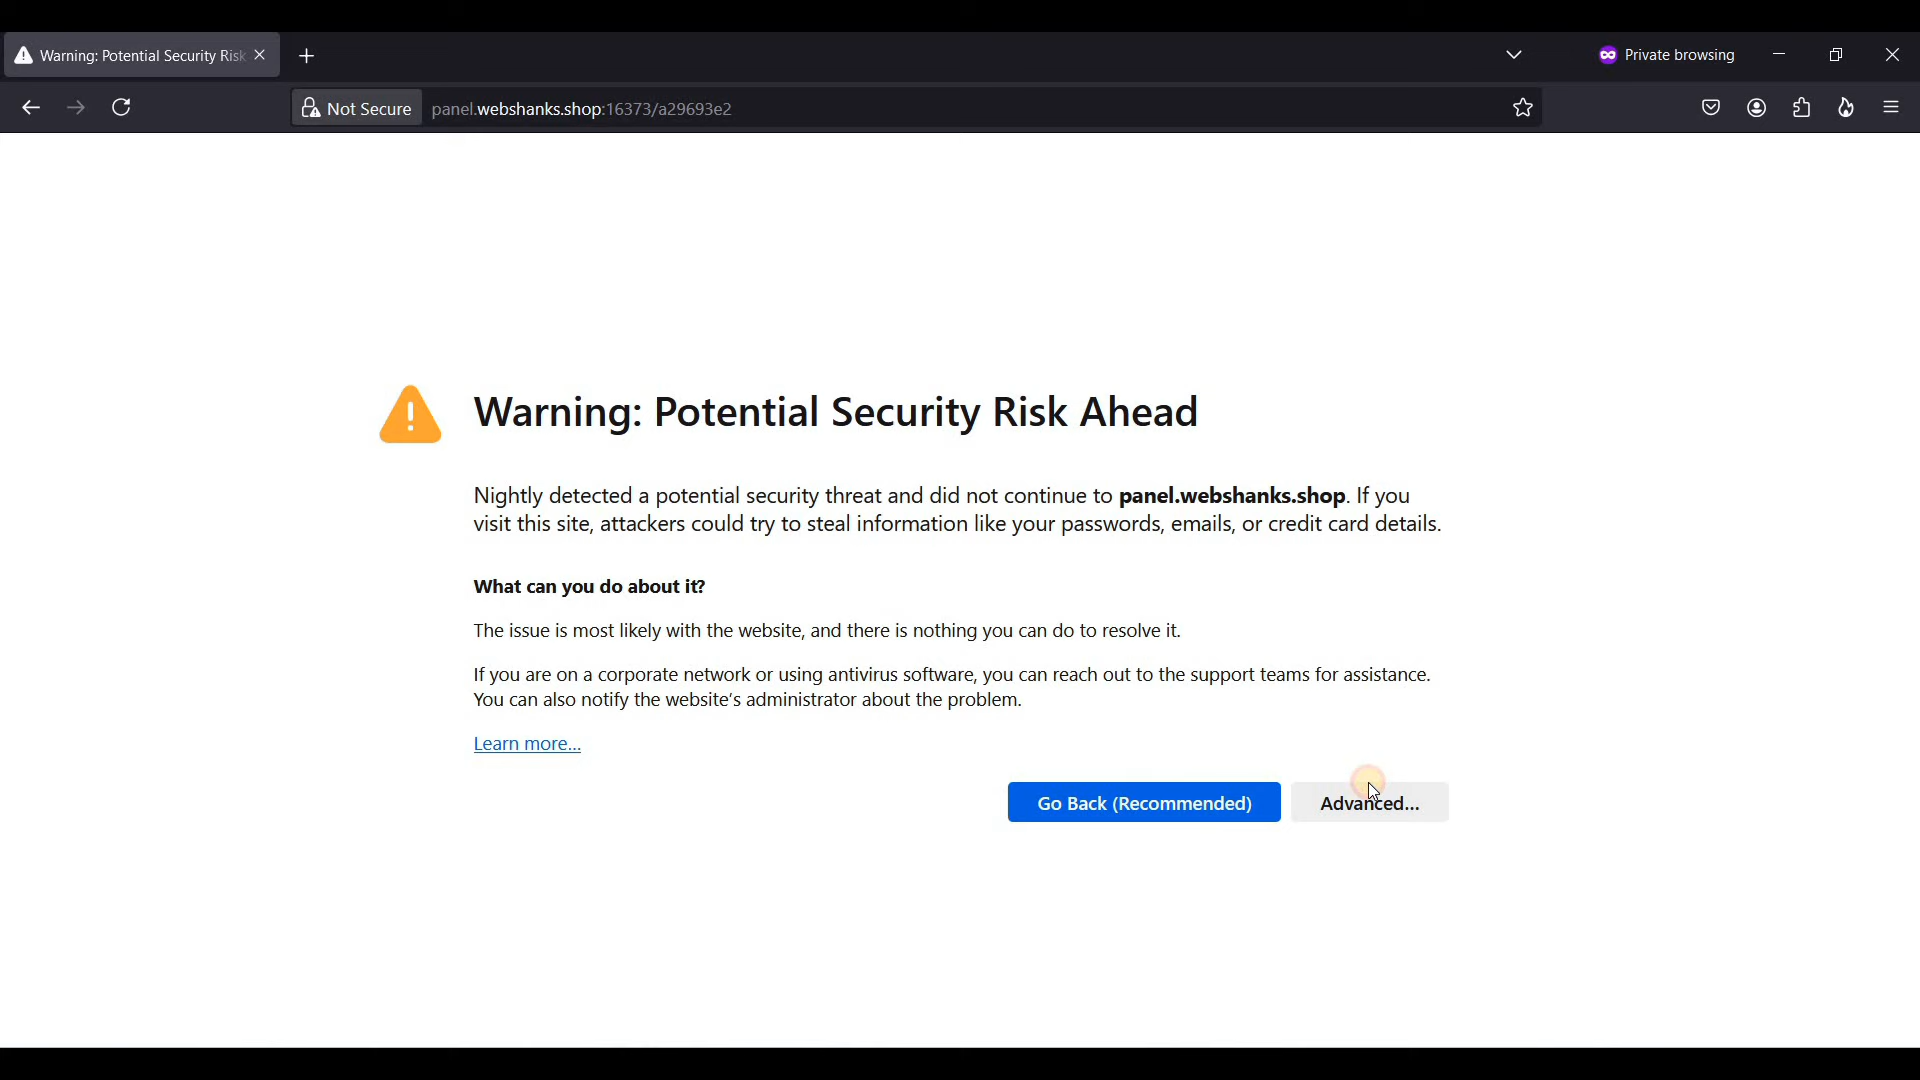 Warning: Potential Security Risk
Private browsing
Not Secure
panel.webshanks.shop:16373/a29693e2
Warning: Potential Security Risk Ahead
Nightly detected a potential security threat and did not continue to panel.webshanks.shop. If you
visit this site, attackers could try to steal information like your passwords, emails, or credit card details.
What can you do about it?
The issue is most likely with the website, and there is nothing you can do to resolve it.
If you are on a corporate network or using antivirus software, you can reach out to the support teams for assistance.
You can also notify the website's administrator about the problem.
Learn more...
Go Back (Recommended)
Advanced...